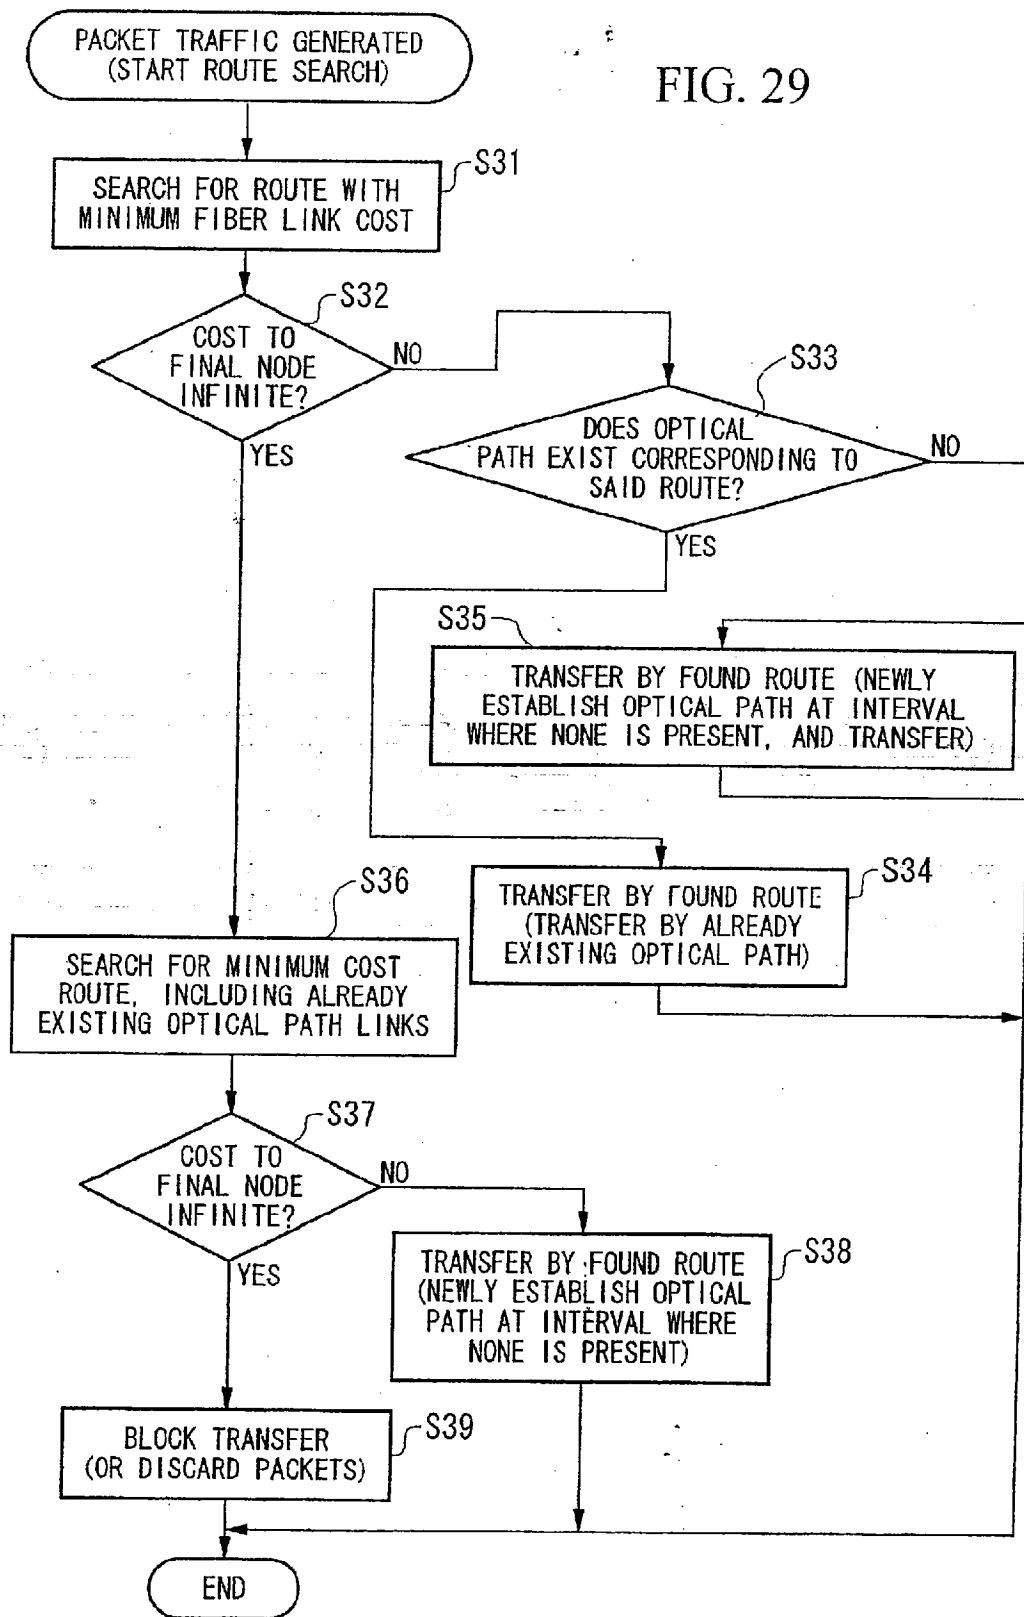 PACKET TRAFFIC GENERATED
(START ROUTE SEARCH)
FIG. 29
S31
SEARCH FOR ROUTE WITH
MINIMUM FIBER LINK COST
S32
COST TO
FINAL NODE
INFINITE?
NO
YES
S33
DOES OPTICAL
PATH EXIST CORRESPONDING TO
SAID ROUTE?
NO
YES
S35
TRANSFER BY FOUND ROUTE (NEWLY
ESTABLISH OPTICAL PATH AT INTERVAL
WHERE NONE IS PRESENT, AND TRANSFER)
S34
TRANSFER BY FOUND ROUTE
(TRANSFER BY ALREADY
EXISTING OPTICAL PATH)
S36
SEARCH FOR MINIMUM COST
ROUTE, INCLUDING ALREADY
EXISTING OPTICAL PATH LINKS
S37
COST TO
FINAL NODE
INFINITE?
NO
YES
S38
TRANSFER BY FOUND ROUTE
(NEWLY ESTABLISH OPTICAL
PATH AT INTERVAL WHERE
NONE IS PRESENT)
S39
BLOCK TRANSFER
(OR DISCARD PACKETS)
END